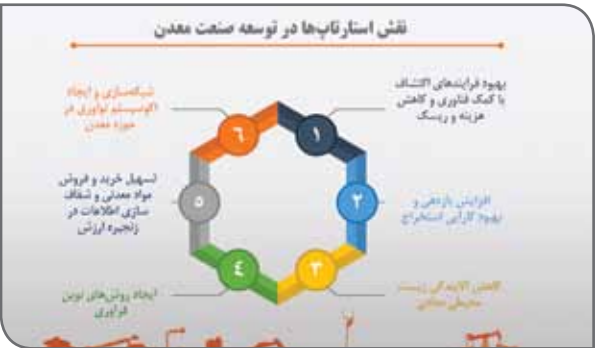 نقش استارتاپ‌ها در توسعه صنعت معدن
۱
بهبود فرایندهای اکتشاف
با کمک فناوری و کاهش
هزینه و ریسک
۲
افزایش بازدهی و
بهبود کارایی استخراج
۳
کاهش آلایندگی زیست
محیطی معادن
۴
ایجاد روش‌های نوین
فرآوری
۵
تسهیل خرید و فروش
مواد معدنی و شفاف
سازی اطلاعات در
زنجیره ارزش
۶
شبکه‌سازی و ایجاد
اکوسیستم نوآوری در
حوزه معدن